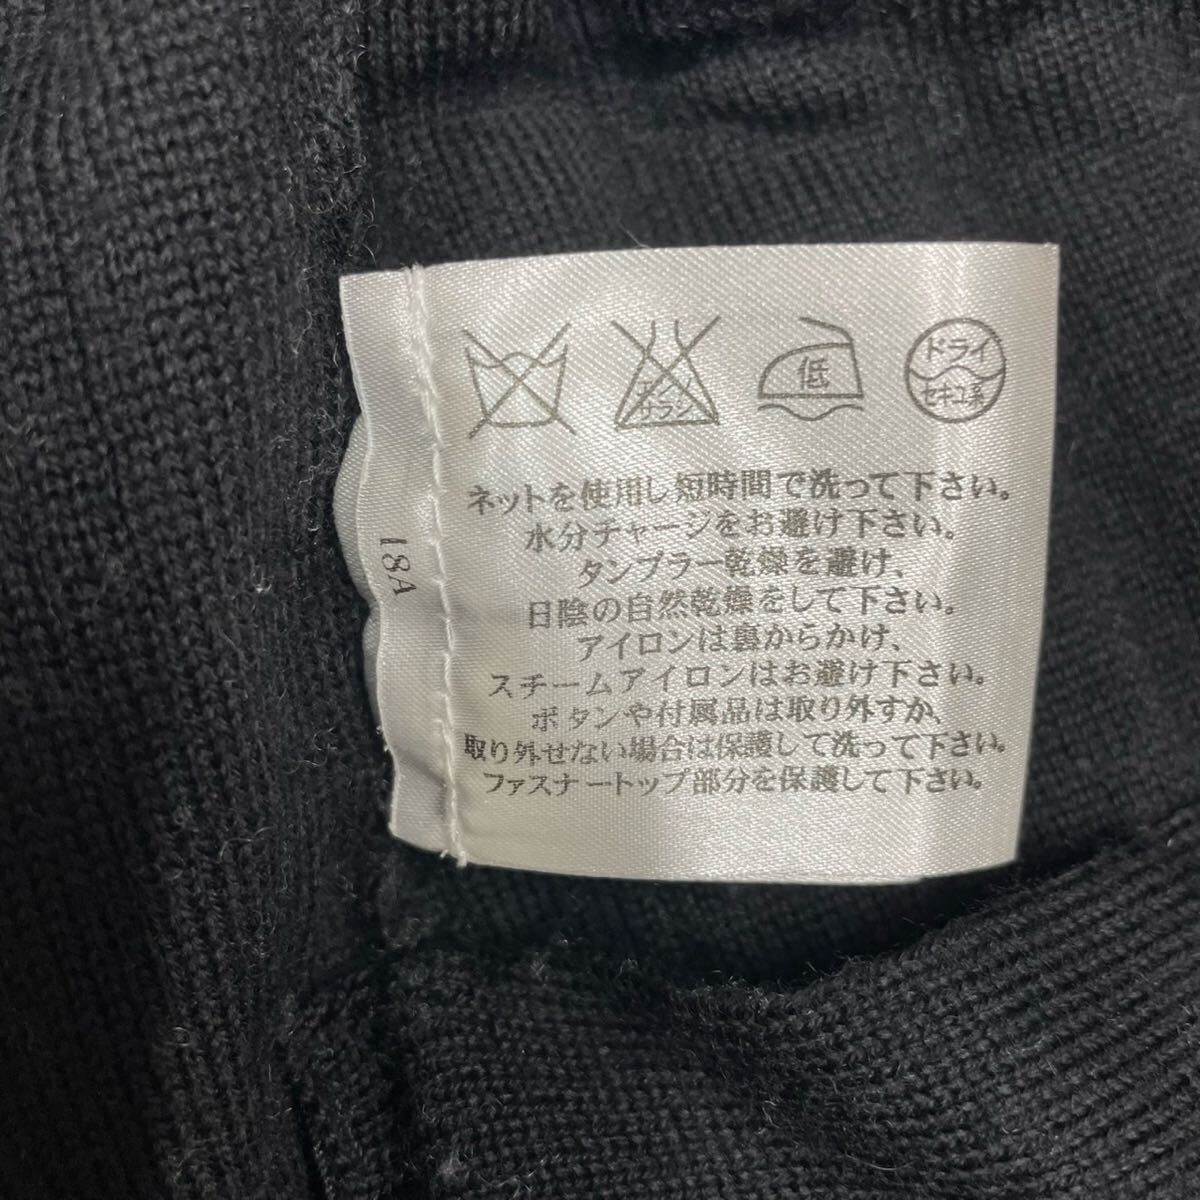 エンソ
サラシ
低
ドライ
セキユ系
ネットを使用し短時間で洗って下さい。
水分チャージをお避け下さい。
タンブラー乾燥を避け、
日陰の自然乾燥をして下さい。
アイロンは裏からかけ、
スチームアイロンはお避け下さい。
ボタンや付属品は取り外すか、
取り外せない場合は保護して洗って下さい。
ファスナートップ部分を保護して下さい。
18A